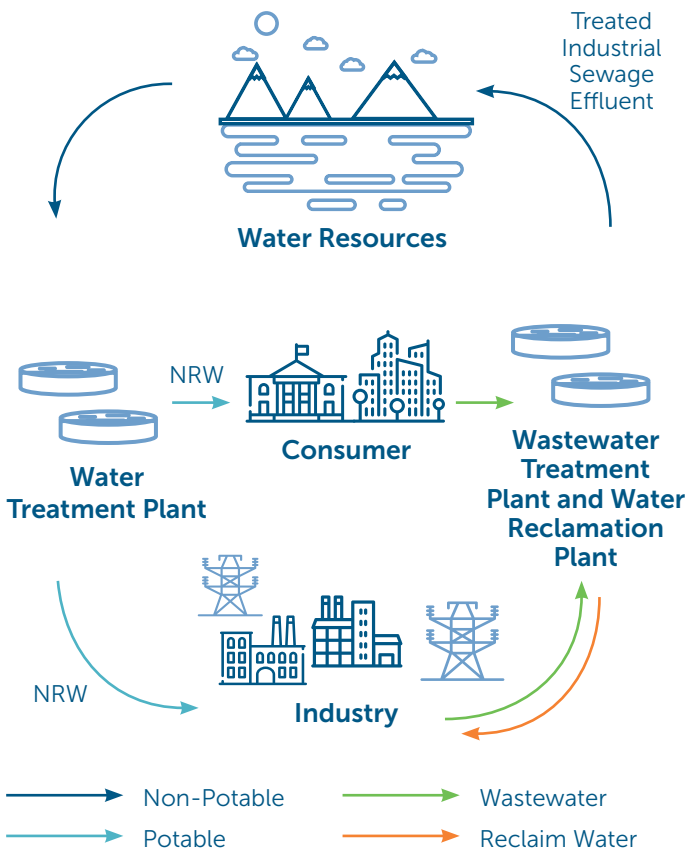 Treated
Industrial
Sewage
Effluent
Water Resources
NRW
Consumer
Water
Treatment Plant
Wastewater
Treatment
Plant and Water
Reclamation
Plant
NRW
Industry
Non-Potable
Wastewater
Potable
Reclaim Water